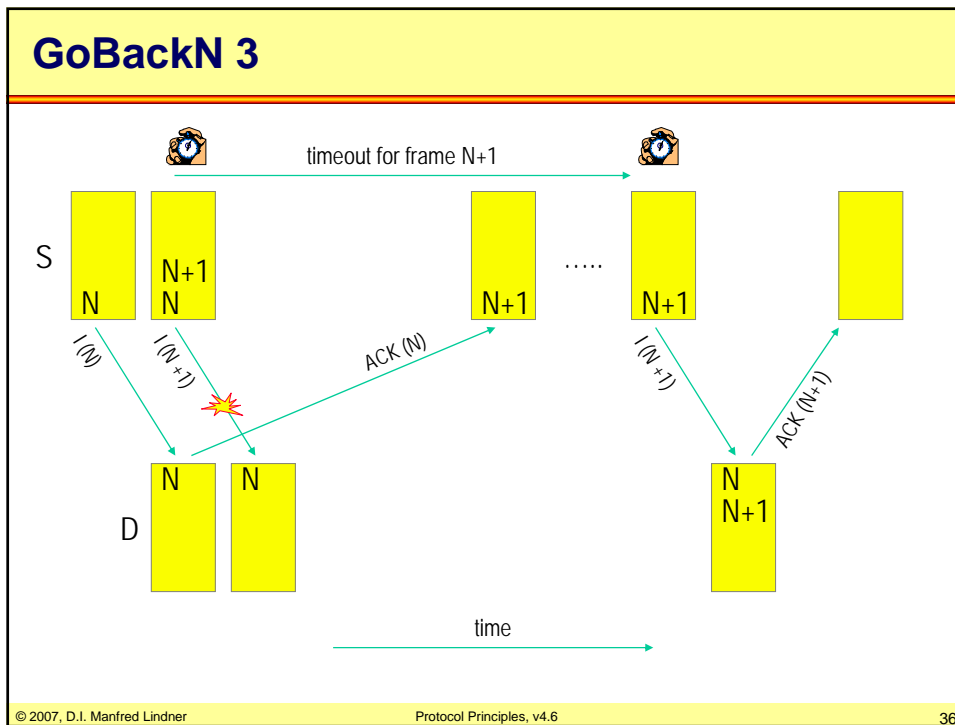 GoBackN 3
timeout for frame N+1
S
N
N+1
N
N+1
.....
N+1
I (N)
I (N +1)
ACK (N)
I (N +1)
ACK (N+1)
D
N
N
N
N+1
time
© 2007, D.I. Manfred Lindner
Protocol Principles, v4.6
36